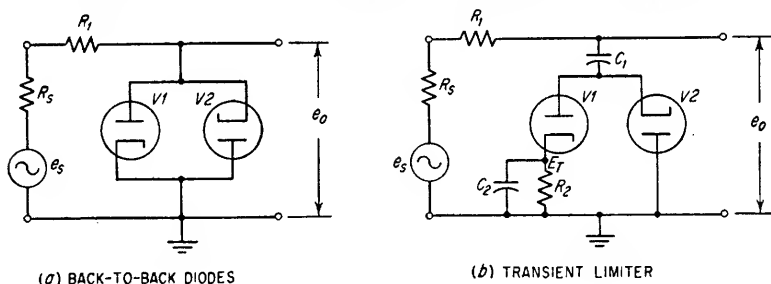 R₁
R₁
C₁
Rₛ
V1
V2
e₀
eₛ
Rₛ
V1
V2
e₀
eₛ
E_T
C₂
R₂
(a) BACK-TO-BACK DIODES
(b) TRANSIENT LIMITER